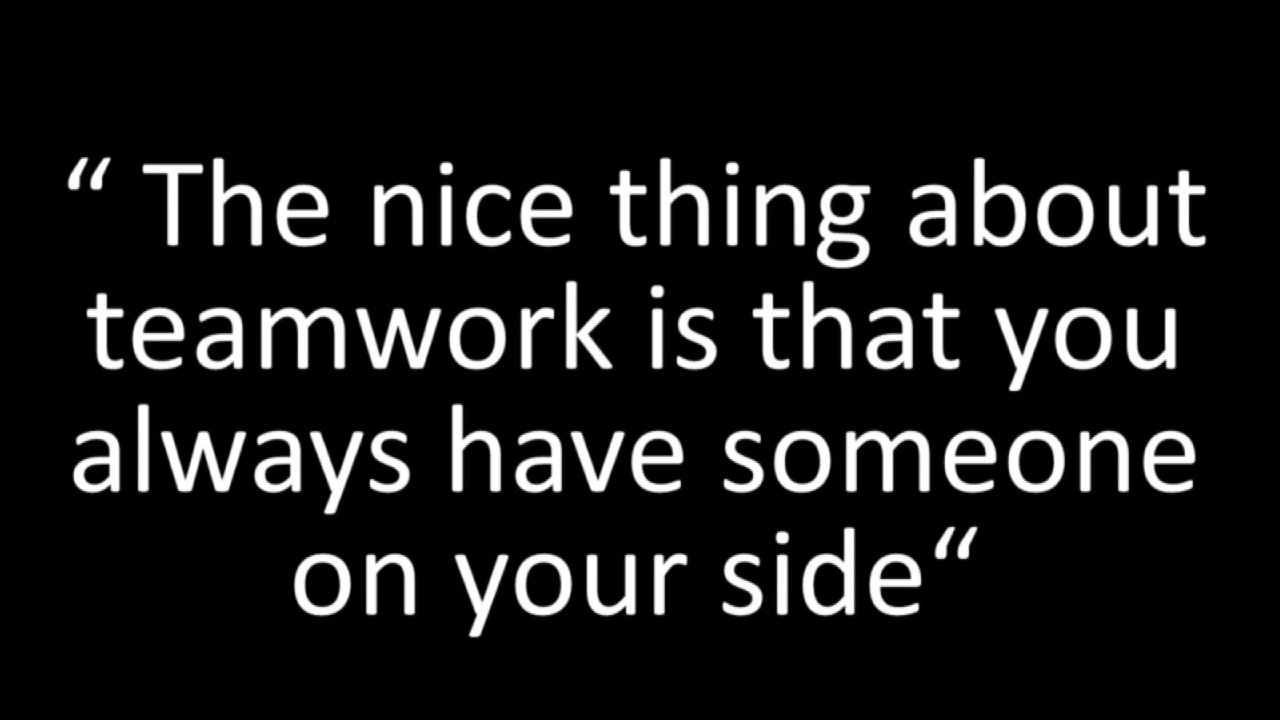 “ The nice thing about
teamwork is that you
always have someone
on your side“